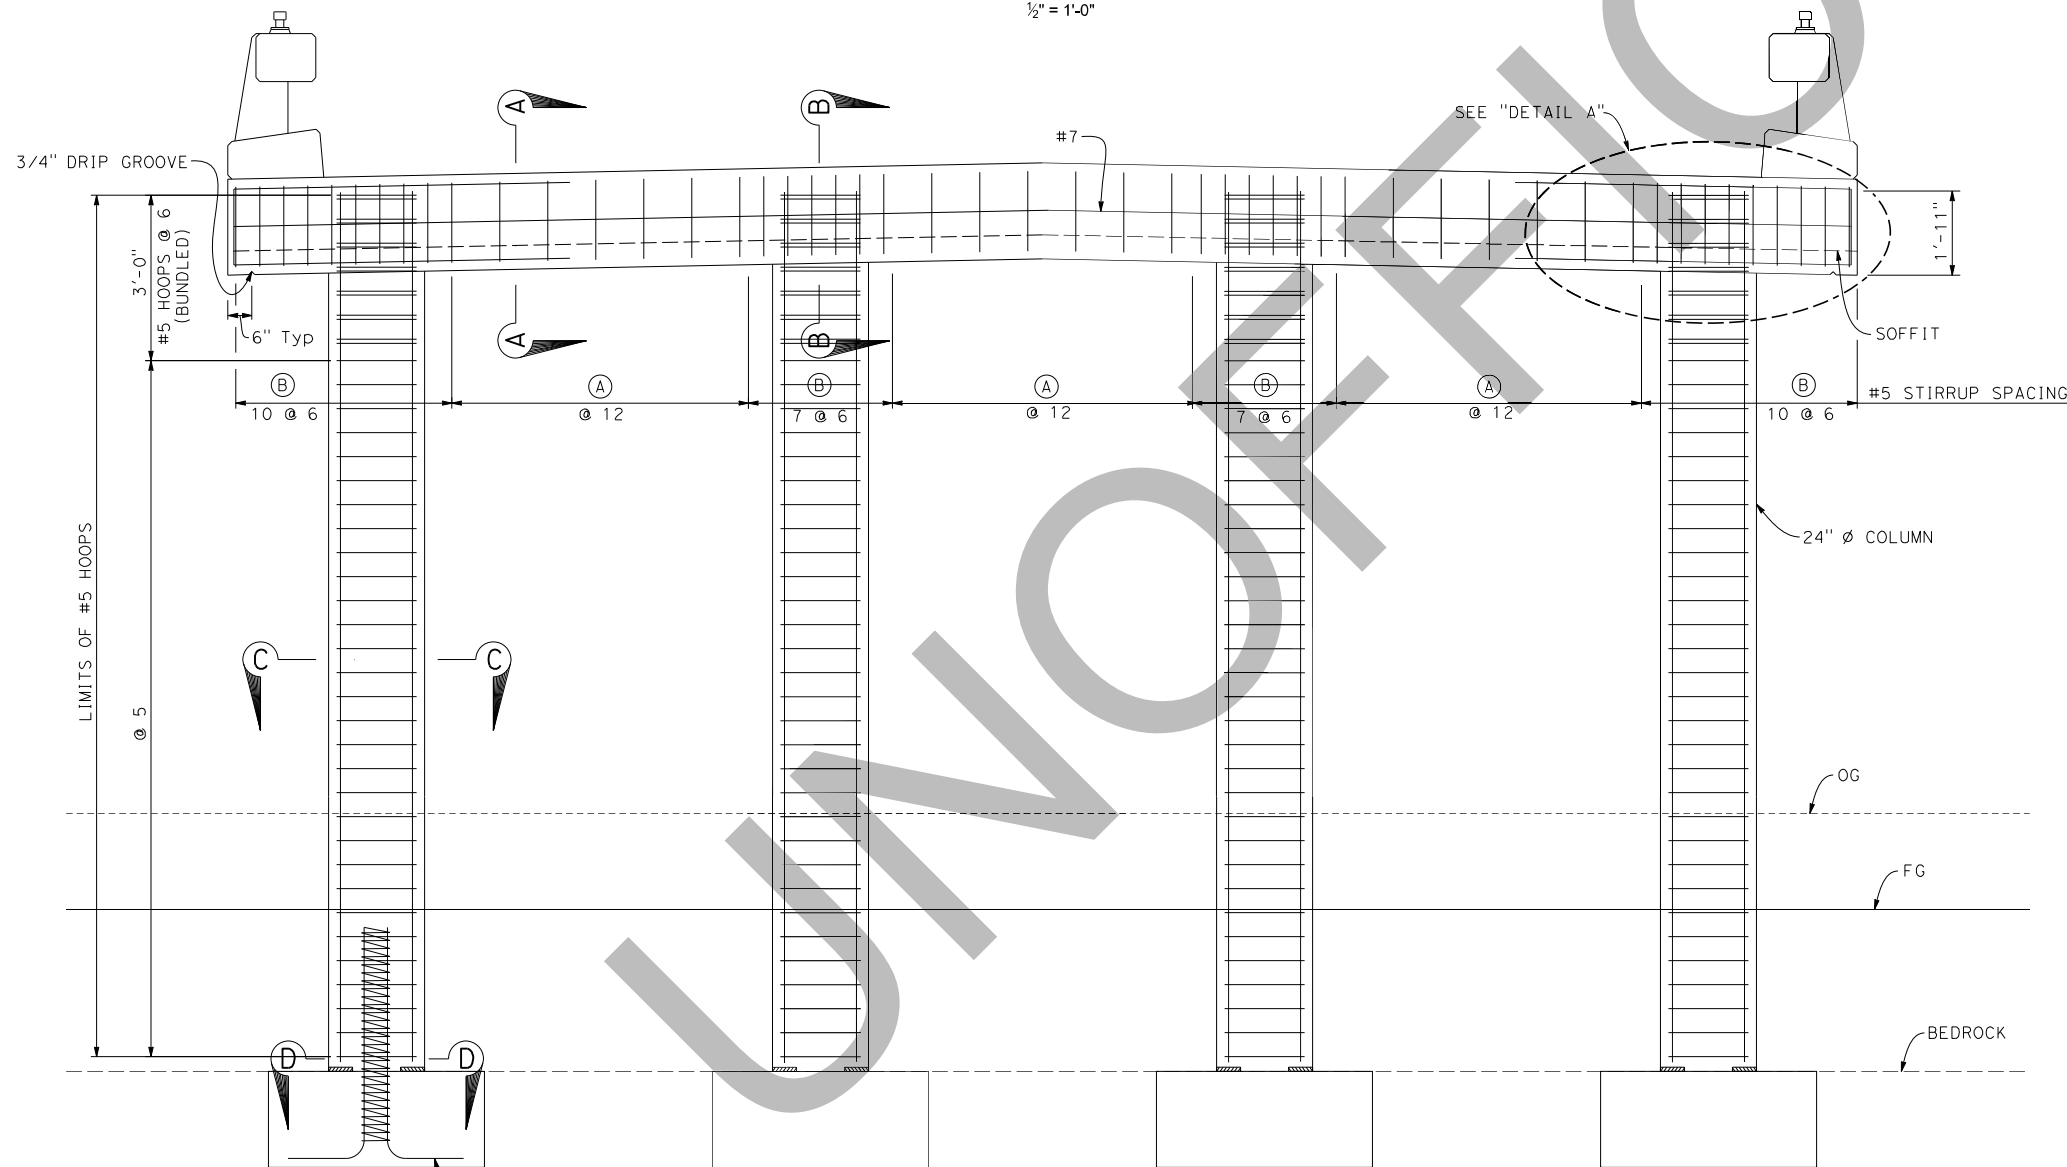 ½" = 1'-0"
SEE "DETAIL A"
A
B
#7
3/4" DRIP GROOVE
3'-0"
#5 HOOPS @ 6
(BUNDLED)
1'-11"
6" Typ
A
B
SOFFIT
B
A
B
A
B
A
B
10 @ 6
@ 12
7 @ 6
@ 12
7 @ 6
@ 12
10 @ 6
#5 STIRRUP SPACING
24" Ø COLUMN
LIMITS OF #5 HOOPS
@ 5
C
C
OG
FG
BEDROCK
D
D
UNOFFIC